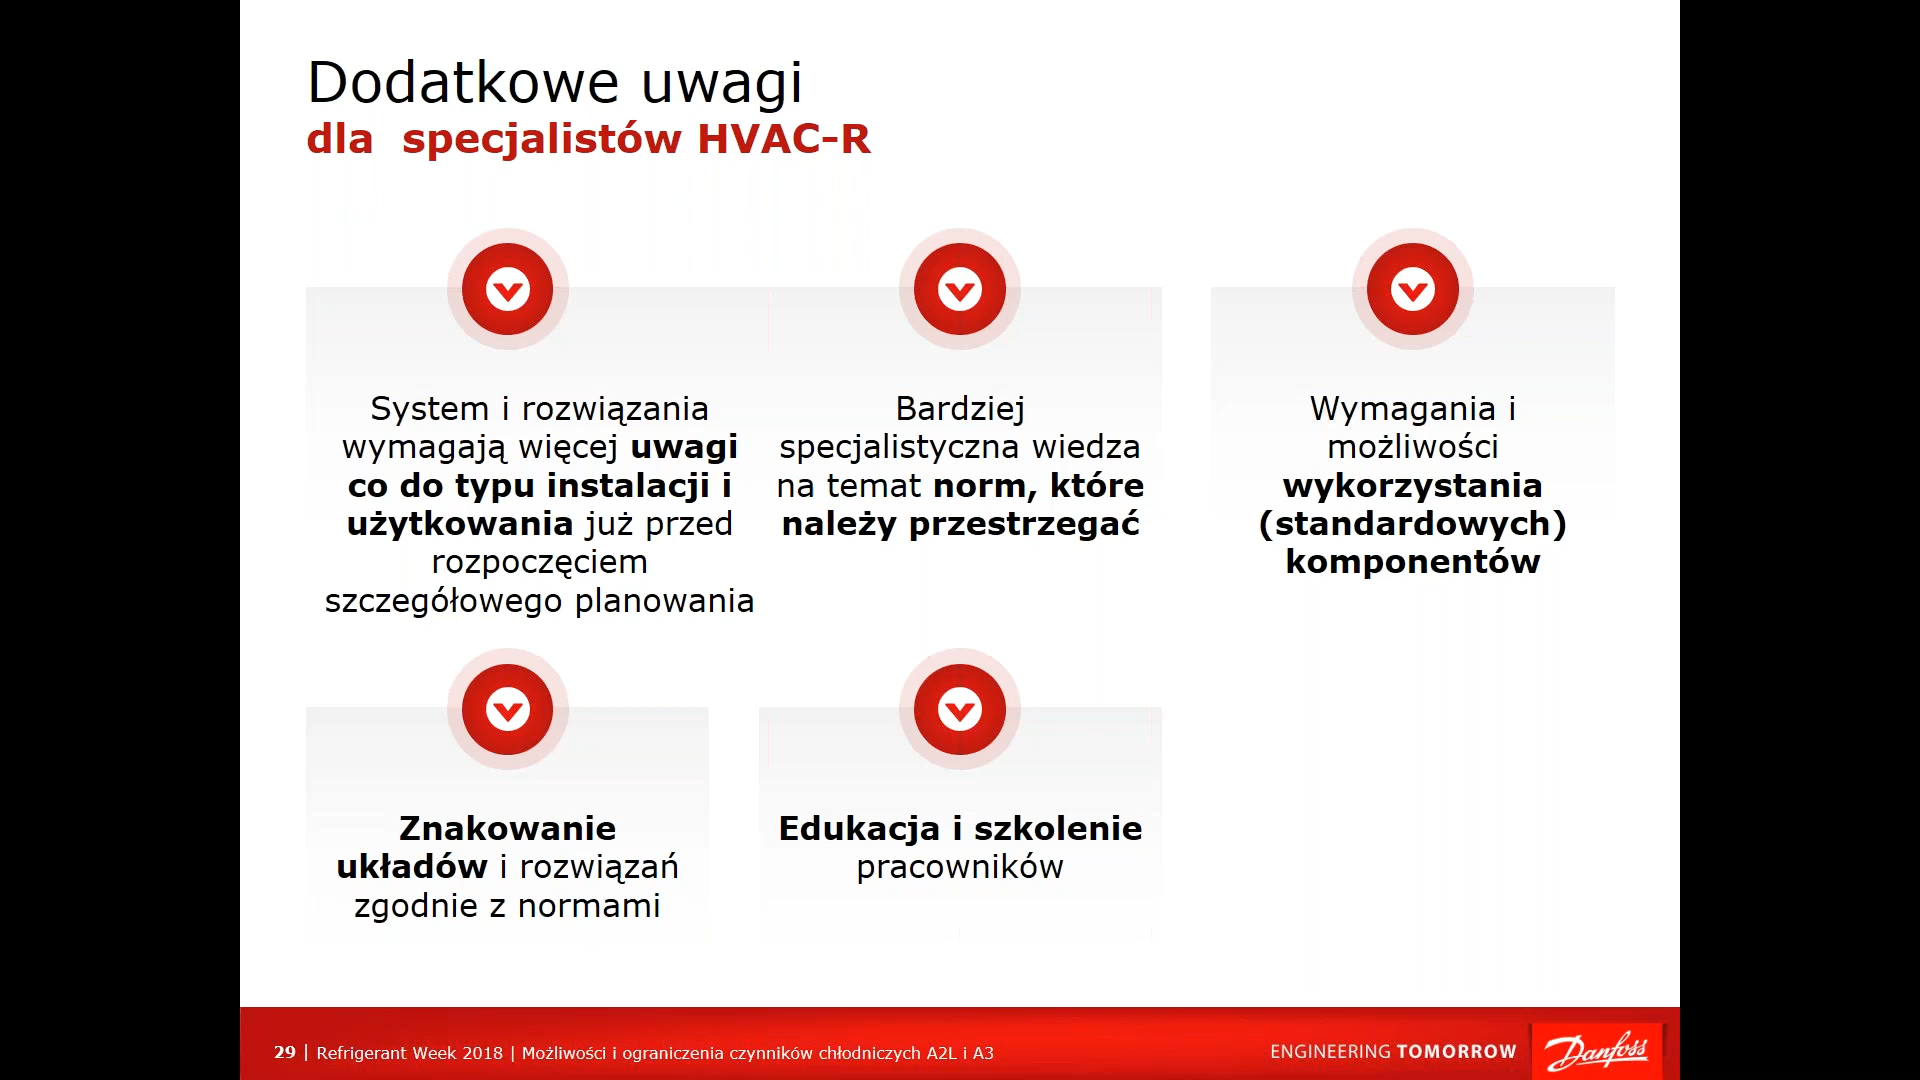 Dodatkowe uwagi
dla specjalistów HVAC-R
System i rozwiązania
wymagają więcej uwagi
co do typu instalacji i
użytkowania już przed
rozpoczęciem
szczegółowego planowania
Bardziej
specjalistyczna wiedza
na temat norm, które
należy przestrzegać
Wymagania i
możliwości
wykorzystania
(standardowych)
komponentów
Znakowanie
układów i rozwiązań
zgodnie z normami
Edukacja i szkolenie
pracowników
29 | Refrigerant Week 2018 | Możliwości i ograniczenia czynników chłodniczych A2L i A3
ENGINEERING TOMORROW
Danfoss